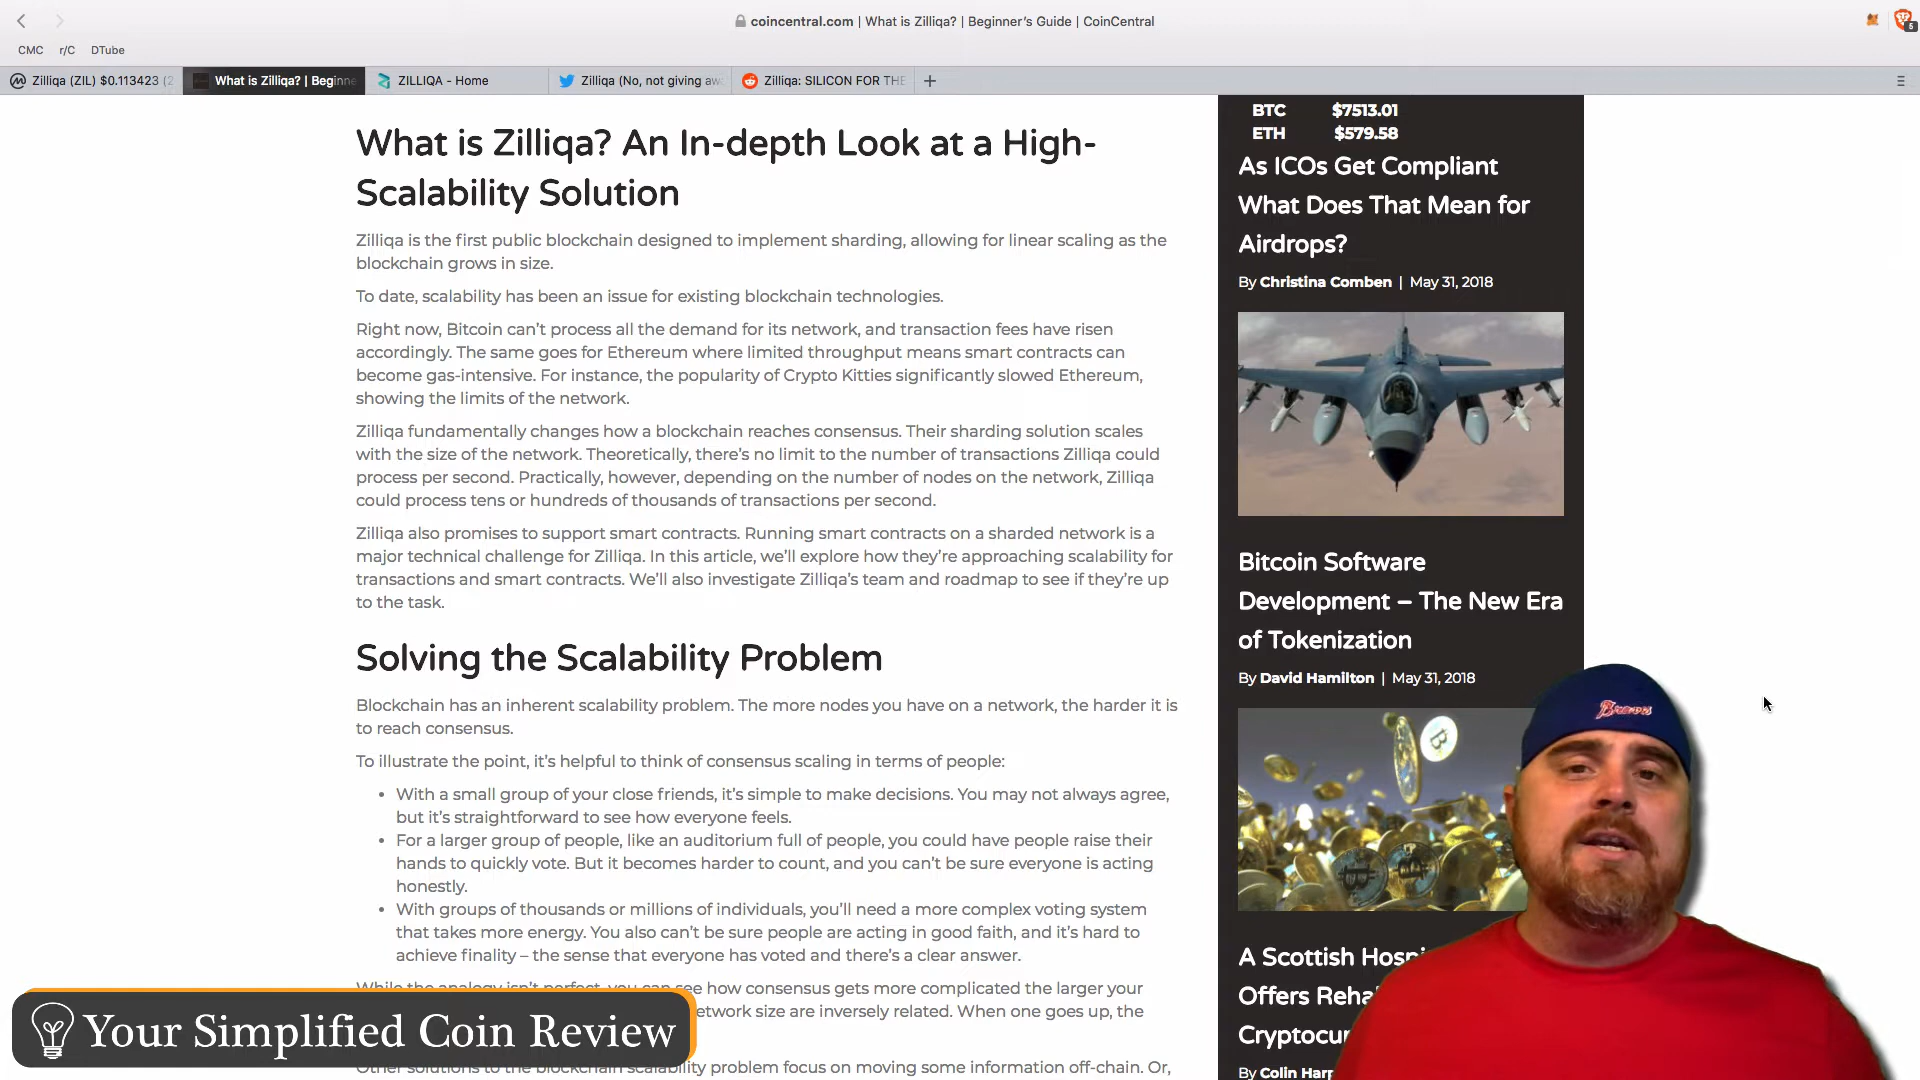 coincentral.com | What is Zilliqa? | Beginner's Guide | CoinCentral
5
CMC r/C DTube
Zilliqa (ZIL) $0.113423 (2
What is Zilliqa? | Beginne
ZILLIQA - Home
Zilliqa (No, not giving aw
Zilliqa: SILICON FOR THE
What is Zilliqa? An In-depth Look at a High-
Scalability Solution
Zilliqa is the first public blockchain designed to implement sharding, allowing for linear scaling as the
blockchain grows in size.
To date, scalability has been an issue for existing blockchain technologies.
Right now, Bitcoin can't process all the demand for its network, and transaction fees have risen
accordingly. The same goes for Ethereum where limited throughput means smart contracts can
become gas-intensive. For instance, the popularity of Crypto Kitties significantly slowed Ethereum,
showing the limits of the network.
Zilliqa fundamentally changes how a blockchain reaches consensus. Their sharding solution scales
with the size of the network. Theoretically, there's no limit to the number of transactions Zilliqa could
process per second. Practically, however, depending on the number of nodes on the network, Zilliqa
could process tens or hundreds of thousands of transactions per second.
Zilliqa also promises to support smart contracts. Running smart contracts on a sharded network is a
major technical challenge for Zilliqa. In this article, we'll explore how they're approaching scalability for
transactions and smart contracts. We'll also investigate Zilliqa's team and roadmap to see if they're up
to the task.
Solving the Scalability Problem
Blockchain has an inherent scalability problem. The more nodes you have on a network, the harder it is
to reach consensus.
To illustrate the point, it's helpful to think of consensus scaling in terms of people:
• With a small group of your close friends, it's simple to make decisions. You may not always agree,
but it's straightforward to see how everyone feels.
• For a larger group of people, like an auditorium full of people, you could have people raise their
hands to quickly vote. But it becomes harder to count, and you can't be sure everyone is acting
honestly.
• With groups of thousands or millions of individuals, you'll need a more complex voting system
that takes more energy. You also can't be sure people are acting in good faith, and it's hard to
achieve finality – the sense that everyone has voted and there's a clear answer.
While the analogy isn't perfect, you can see how consensus gets more complicated the larger your
network size are inversely related. When one goes up, the
Other solutions to the blockchain scalability problem focus on moving some information off-chain. Or,
BTC $7513.01
ETH $579.58
As ICOs Get Compliant
What Does That Mean for
Airdrops?
By Christina Comben | May 31, 2018
Bitcoin Software
Development – The New Era
of Tokenization
By David Hamilton | May 31, 2018
A Scottish Hospi
Offers Reha
Cryptocur
By Colin Harp
Braves
Your Simplified Coin Review